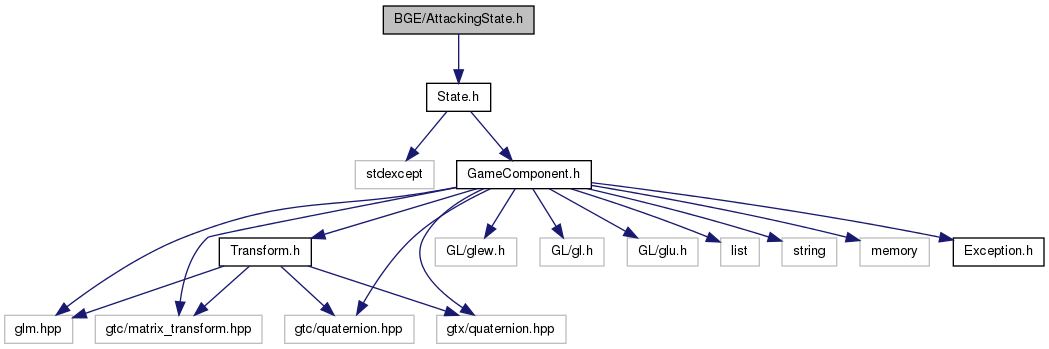 BGE/AttackingState.h
State.h
stdexcept
GameComponent.h
Transform.h
GL/glew.h
GL/gl.h
GL/glu.h
list
string
memory
Exception.h
glm.hpp
gtc/matrix_transform.hpp
gtc/quaternion.hpp
gtx/quaternion.hpp